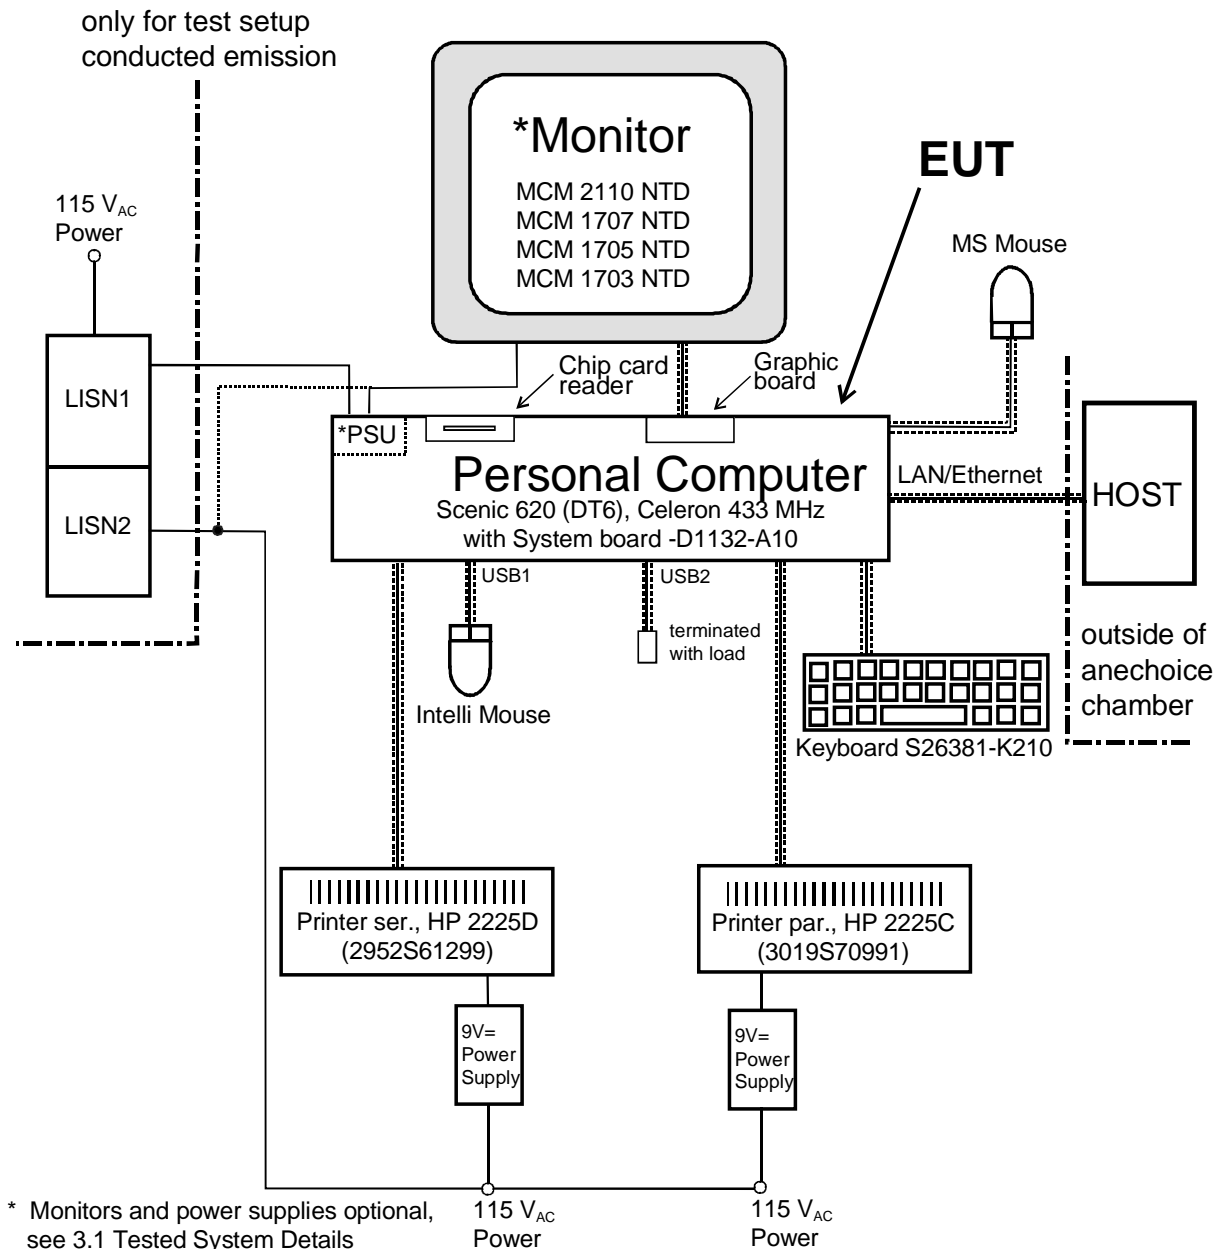 only for test setup
conducted emission
*Monitor
MCM 2110 NTD
MCM 1707 NTD
MCM 1705 NTD
MCM 1703 NTD
EUT
115 VAC
Power
MS Mouse
Chip card
reader
Graphic
board
LISN1
*PSU
Personal Computer
Scenic 620 (DT6), Celeron 433 MHz
with System board -D1132-A10
LAN/Ethernet
HOST
LISN2
USB1
USB2
terminated
with load
Intelli Mouse
outside of
anechoice
chamber
Keyboard S26381-K210
Printer ser., HP 2225D
(2952S61299)
Printer par., HP 2225C
(3019S70991)
9V=
Power
Supply
9V=
Power
Supply
* Monitors and power supplies optional,
see 3.1 Tested System Details
115 VAC
Power
115 VAC
Power